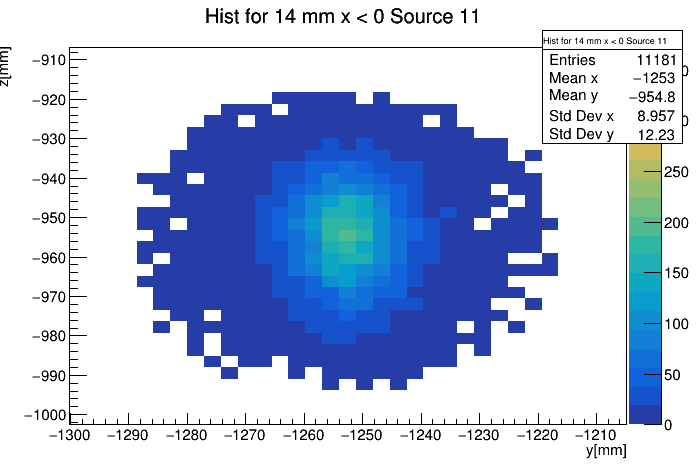 Hist for 14 mm x < 0 Source 11
Hist for 14 mm x < 0 Source 11
Entries 11181
Mean x −1253
Mean y −954.8
Std Dev x 8.957
Std Dev y 12.23
z[mm]
−910
−920
−930
−940
−950
−960
−970
−980
−990
−1000
250
200
150
100
50
0
−1300 −1290 −1280 −1270 −1260 −1250 −1240 −1230 −1220 −1210
y[mm]